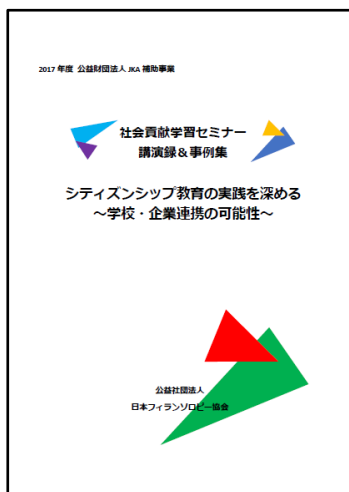 2017 年度 公益財団法人 JKA 補助事業
社会貢献学習セミナー
講演録＆事例集
シティズンシップ教育の実践を深める
～学校・企業連携の可能性～
公益社団法人
日本フィランソロピー協会